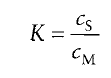 K = c_S / c_M